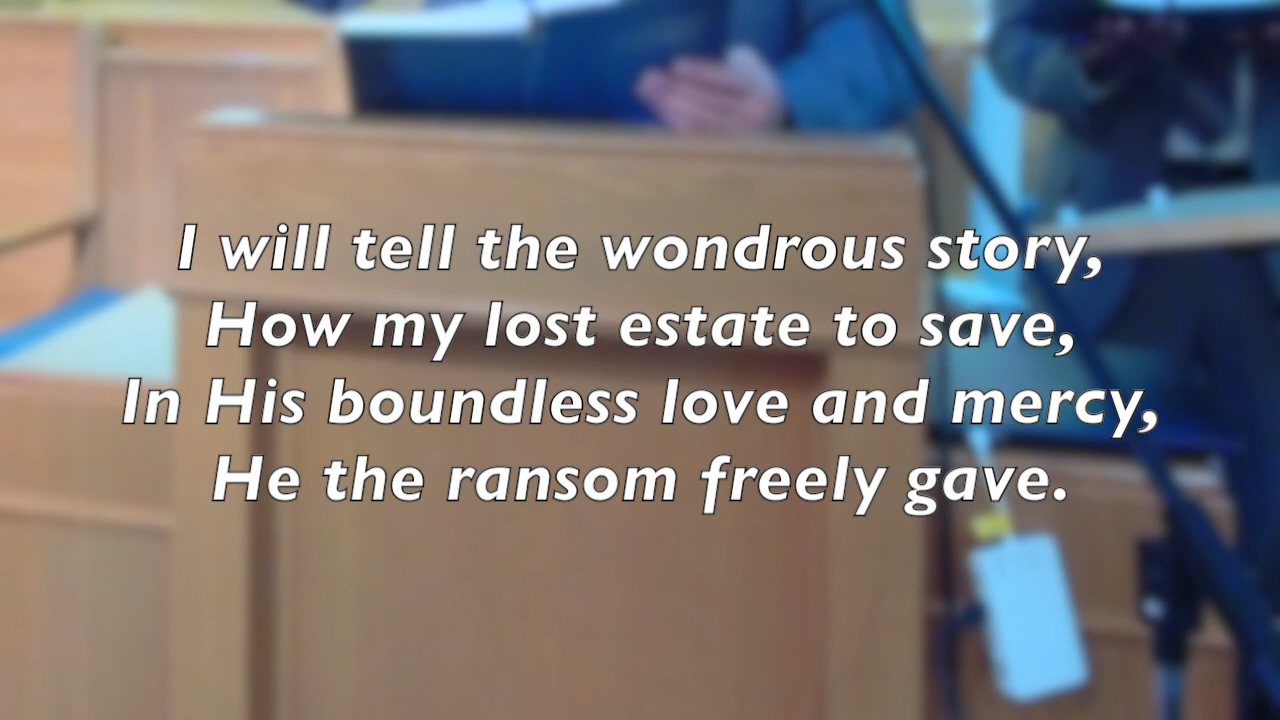 I will tell the wondrous story,
How my lost estate to save,
In His boundless love and mercy,
He the ransom freely gave.